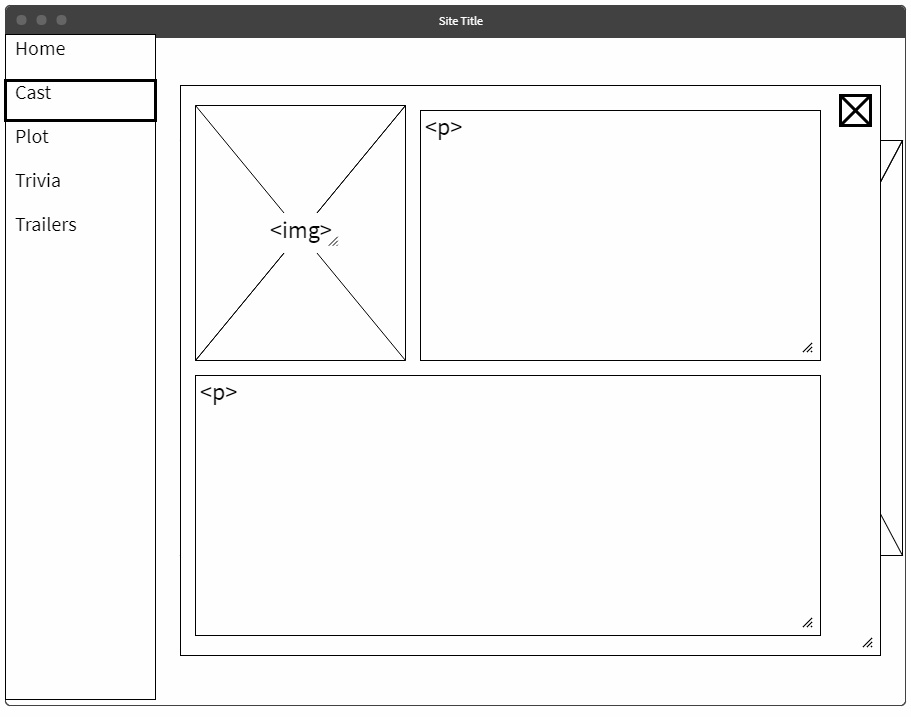 Site Title
Home
Cast
Plot
Trivia
Trailers
<img>
<p>
<p>